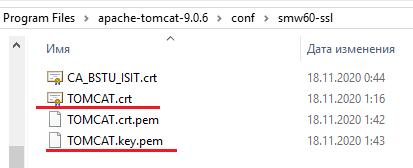 Program Files > apache-tomcat-9.0.6 > conf > smw60-ssl
Имя Дата изменения
CA_BSTU_ISIT.crt 18.11.2020 0:44
TOMCAT.crt 18.11.2020 1:16
TOMCAT.crt.pem 18.11.2020 1:42
TOMCAT.key.pem 18.11.2020 1:43